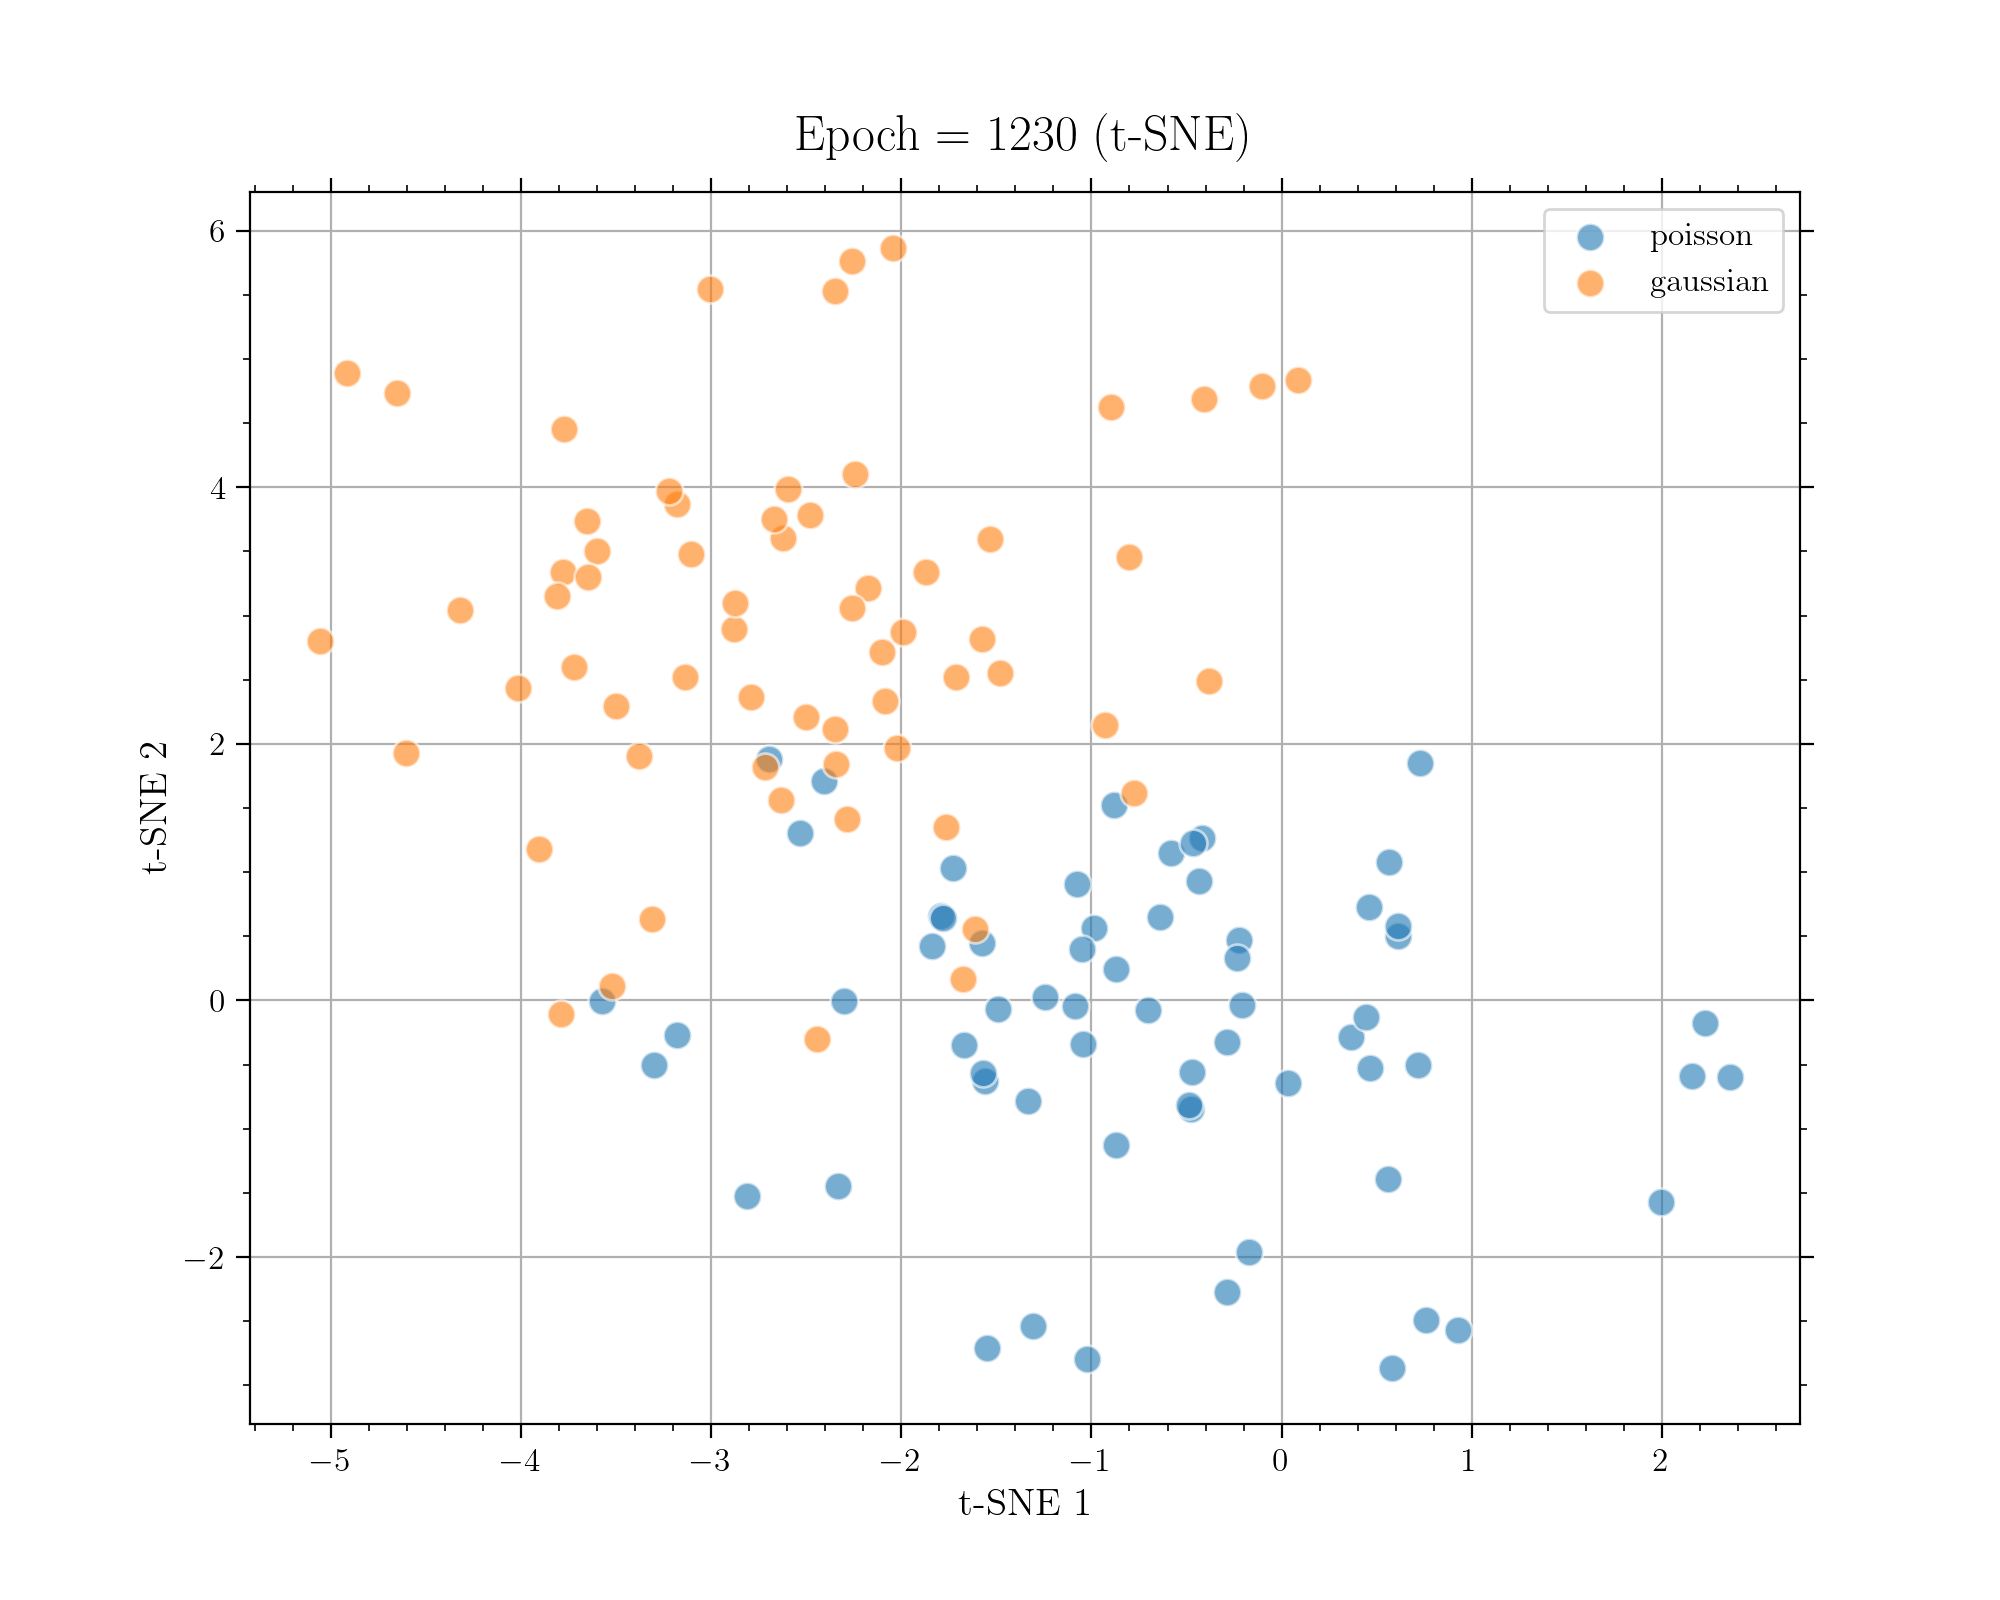 Epoch = 1230 (t-SNE)
poisson
gaussian
6
4
2
0
−2
t-SNE 2
−5 −4 −3 −2 −1 0 1 2
t-SNE 1